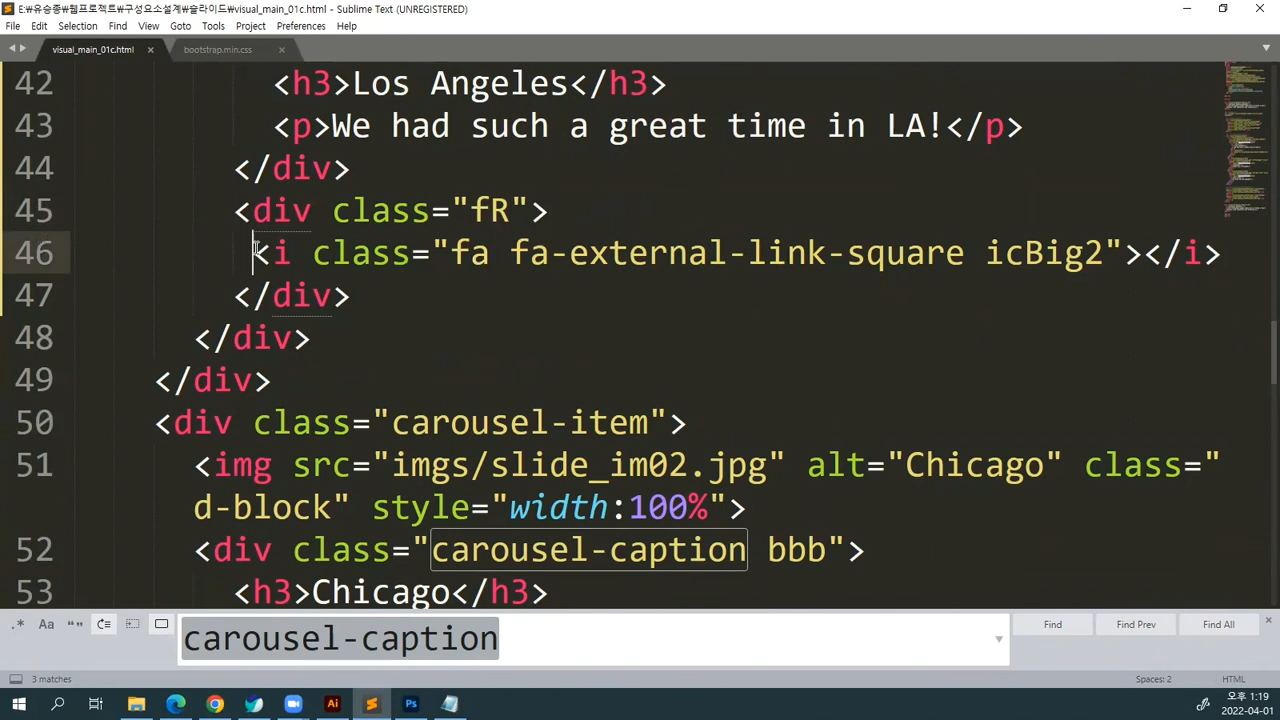 E:₩유승종₩웹프로젝트₩구성요소설계₩슬라이드₩visual_main_01c.html - Sublime Text (UNREGISTERED)
File Edit Selection Find View Goto Tools Project Preferences Help
visual_main_01c.html × bootstrap.min.css ×
42 <h3>Los Angeles</h3>
43 <p>We had such a great time in LA!</p>
44 </div>
45 <div class="fR">
46 <i class="fa fa-external-link-square icBig2"></i>
47 </div>
48 </div>
49 </div>
50 <div class="carousel-item">
51 <img src="imgs/slide_im02.jpg" alt="Chicago" class="
d-block" style="width:100%">
52 <div class="carousel-caption bbb">
53 <h3>Chicago</h3>
.* Aa "" carousel-caption Find Find Prev Find All ×
3 matches Spaces: 2 HTML
Ai Ps 오후 1:19
2022-04-01